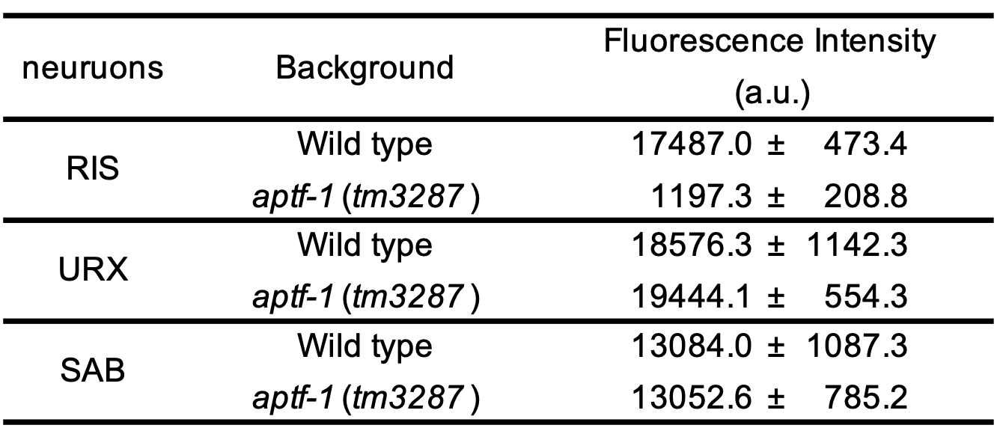 neuruons Background Fluorescence Intensity (a.u.)
RIS Wild type 17487.0 ± 473.4
aptf-1 (tm3287) 1197.3 ± 208.8
URX Wild type 18576.3 ± 1142.3
aptf-1 (tm3287) 19444.1 ± 554.3
SAB Wild type 13084.0 ± 1087.3
aptf-1 (tm3287) 13052.6 ± 785.2